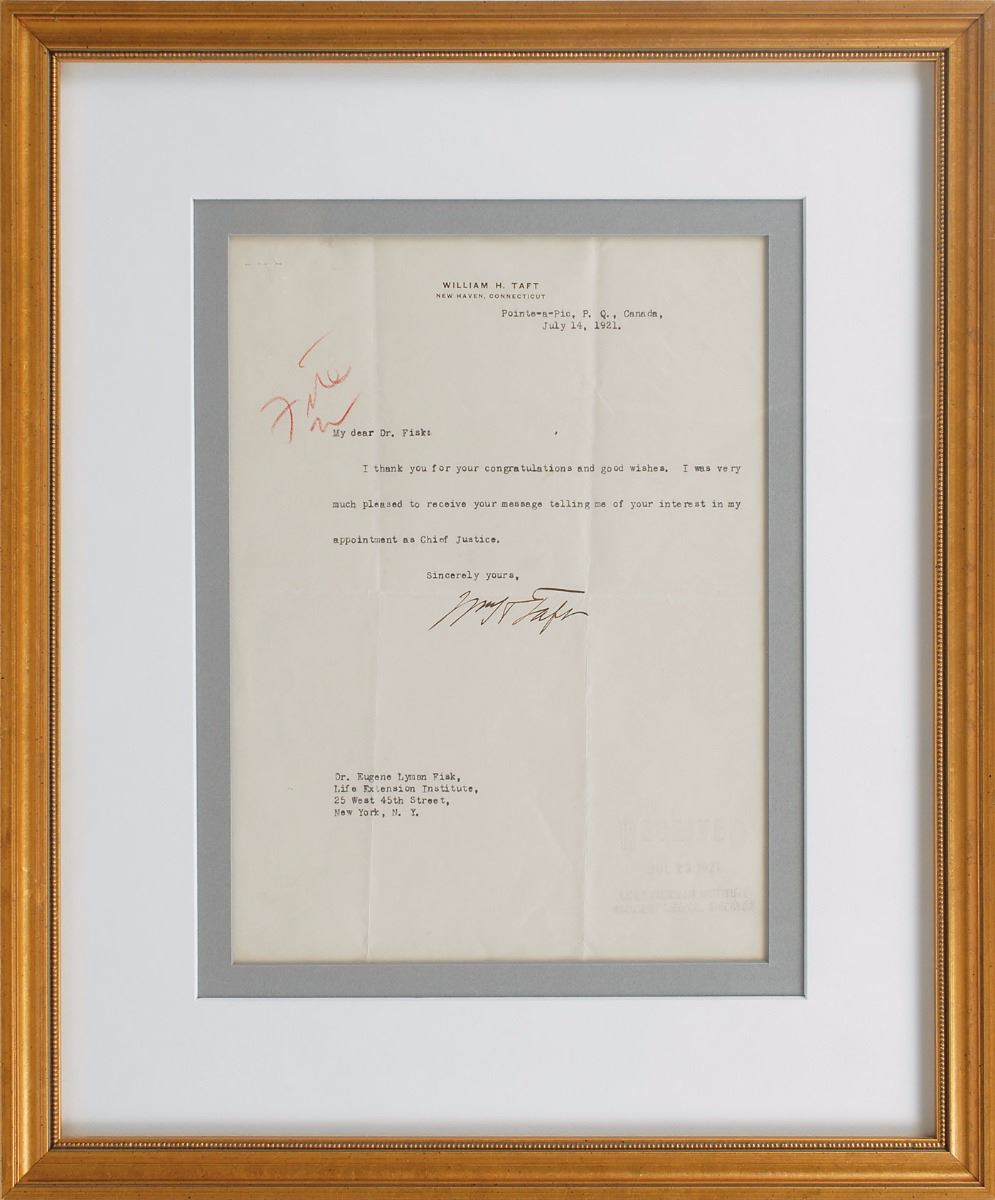 WILLIAM H. TAFT
NEW HAVEN, CONNECTICUT
Pointe-a-Pic, P. Q., Canada,
July 14, 1921.
My dear Dr. Fisk:
I thank you for your congratulations and good wishes. I was very
much pleased to receive your message telling me of your interest in my
appointment as Chief Justice.
Sincerely yours,
Wm H Taft
Dr. Eugene Lyman Fisk,
Life Extension Institute,
25 West 45th Street,
New York, N. Y.